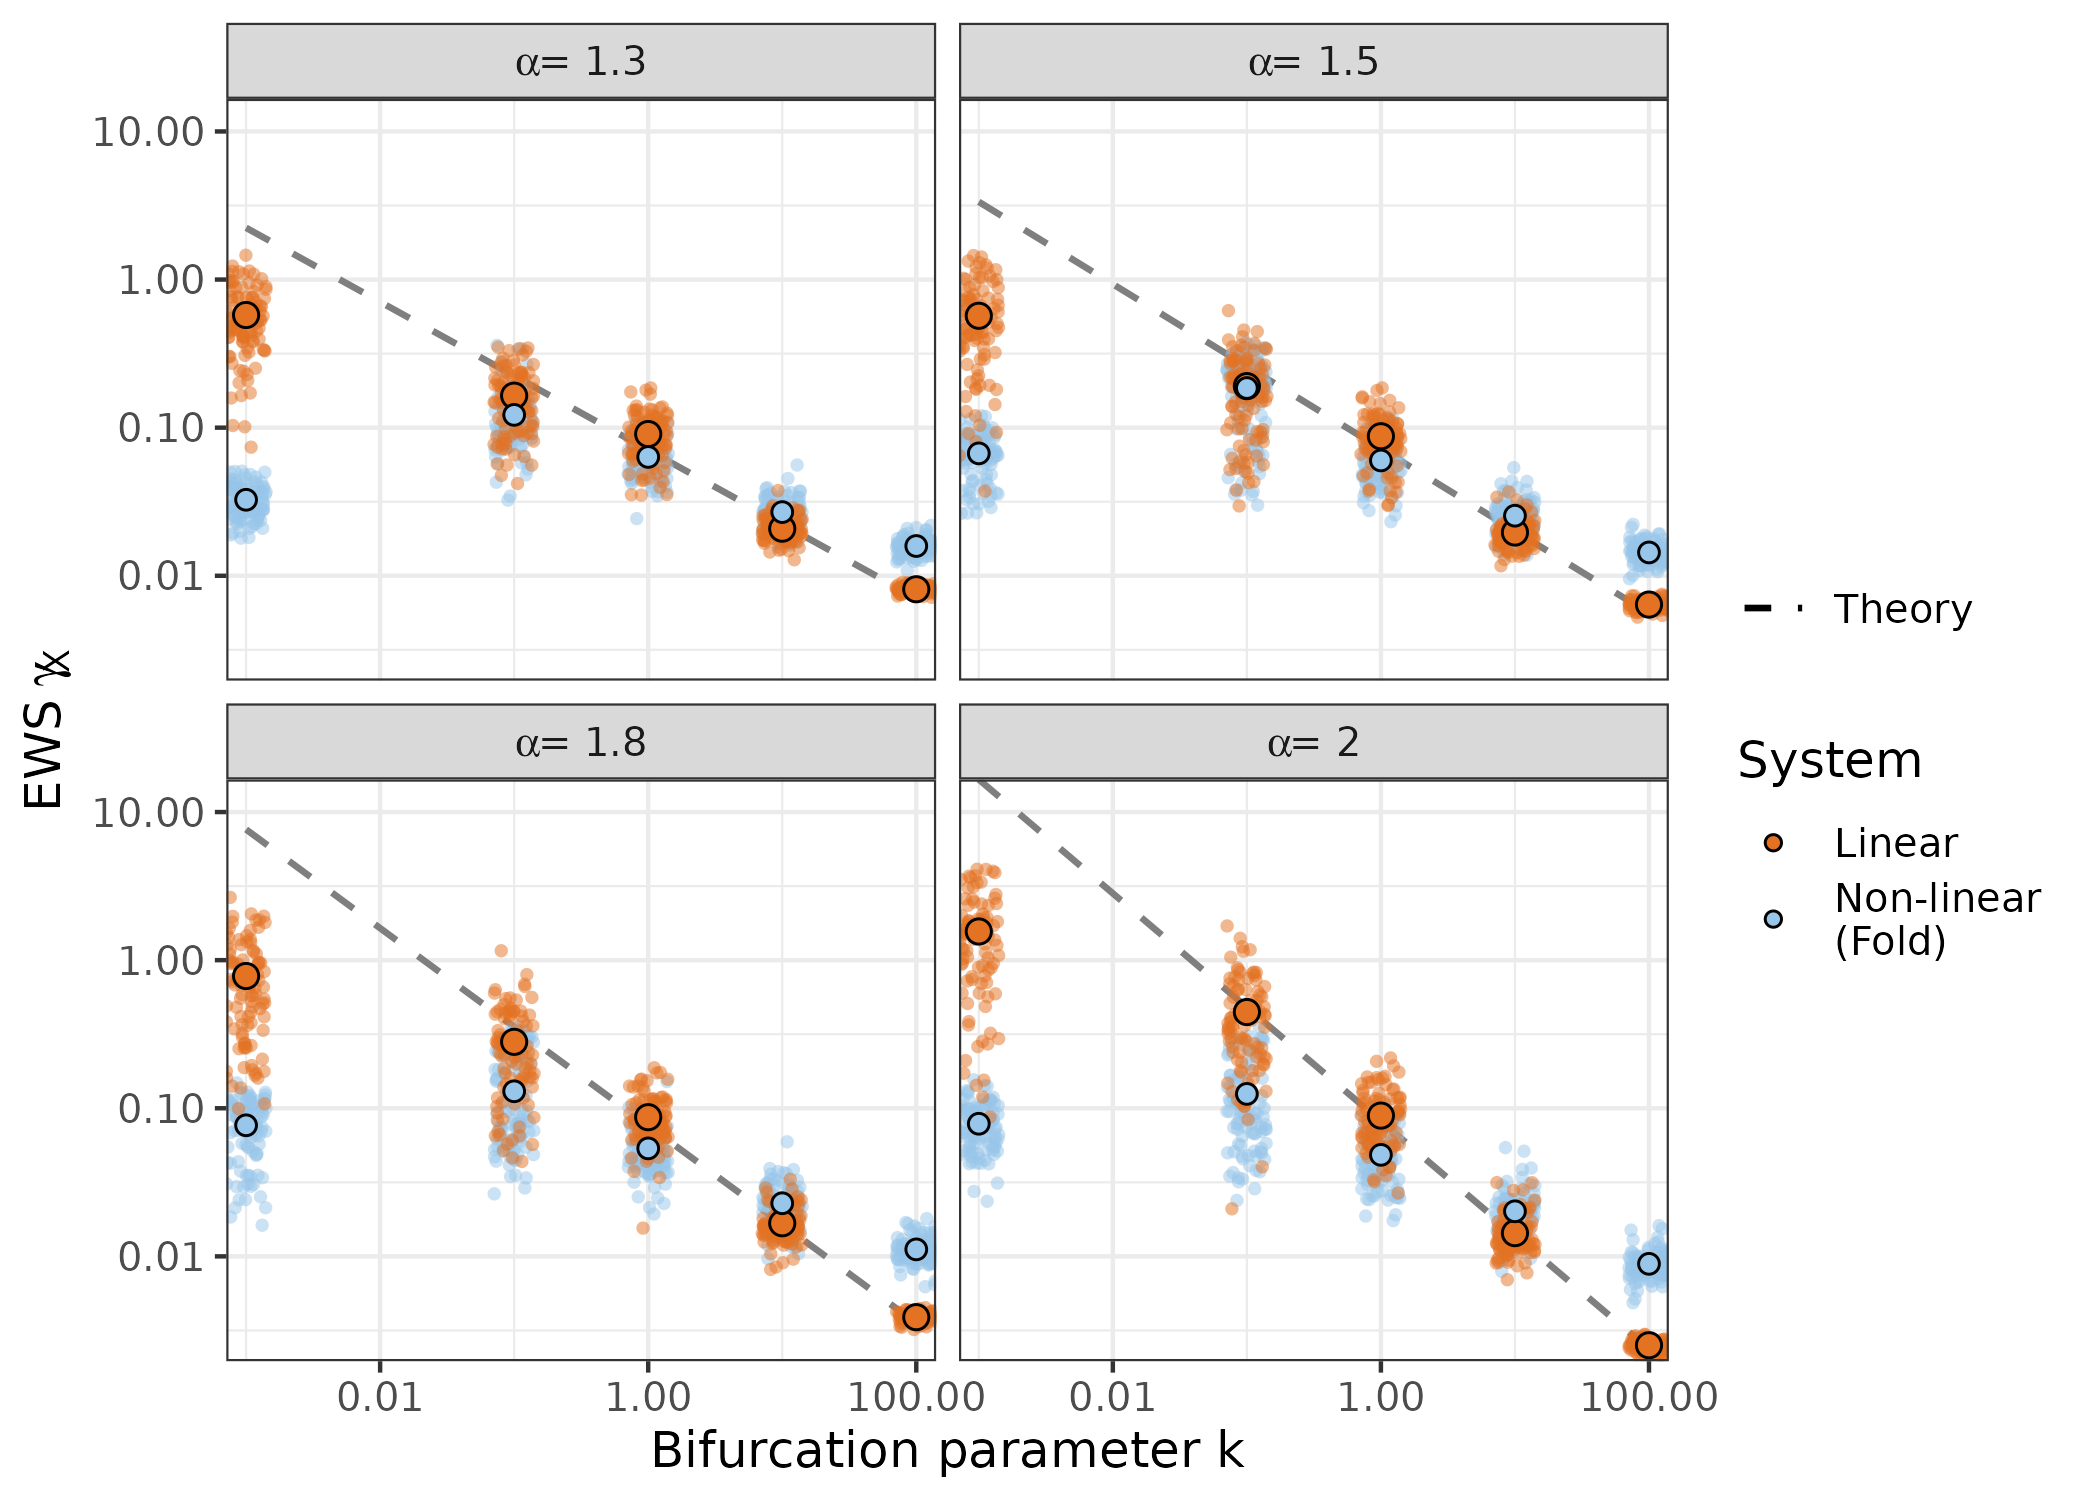 α= 1.3
α= 1.5
10.00
1.00
0.10
0.01
α= 1.8
α= 2
10.00
1.00
0.10
0.01
0.01
1.00
100.00
0.01
1.00
100.00
EWS γx
Bifurcation parameter k
Theory
System
Linear
Non-linear
(Fold)